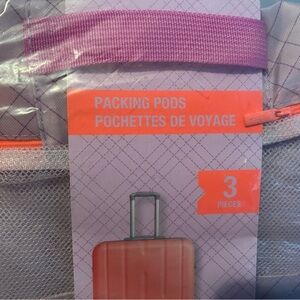 PACKING PODS
POCHETTES DE VOYAGE
3
PIECES